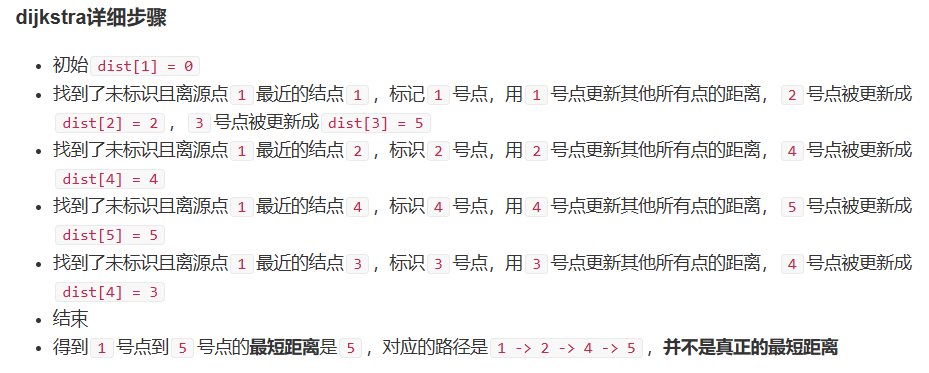 dijkstra详细步骤
初始 dist[1] = 0
找到了未标识且离源点 1 最近的结点 1 ，标记 1 号点，用 1 号点更新其他所有点的距离， 2 号点被更新成
dist[2] = 2 ， 3 号点被更新成 dist[3] = 5
找到了未标识且离源点 1 最近的结点 2 ，标识 2 号点，用 2 号点更新其他所有点的距离， 4 号点被更新成
dist[4] = 4
找到了未标识且离源点 1 最近的结点 4 ，标识 4 号点，用 4 号点更新其他所有点的距离， 5 号点被更新成
dist[5] = 5
找到了未标识且离源点 1 最近的结点 3 ，标识 3 号点，用 3 号点更新其他所有点的距离， 4 号点被更新成
dist[4] = 3
结束
得到 1 号点到 5 号点的最短距离是 5 ，对应的路径是 1 -> 2 -> 4 -> 5 ，并不是真正的最短距离